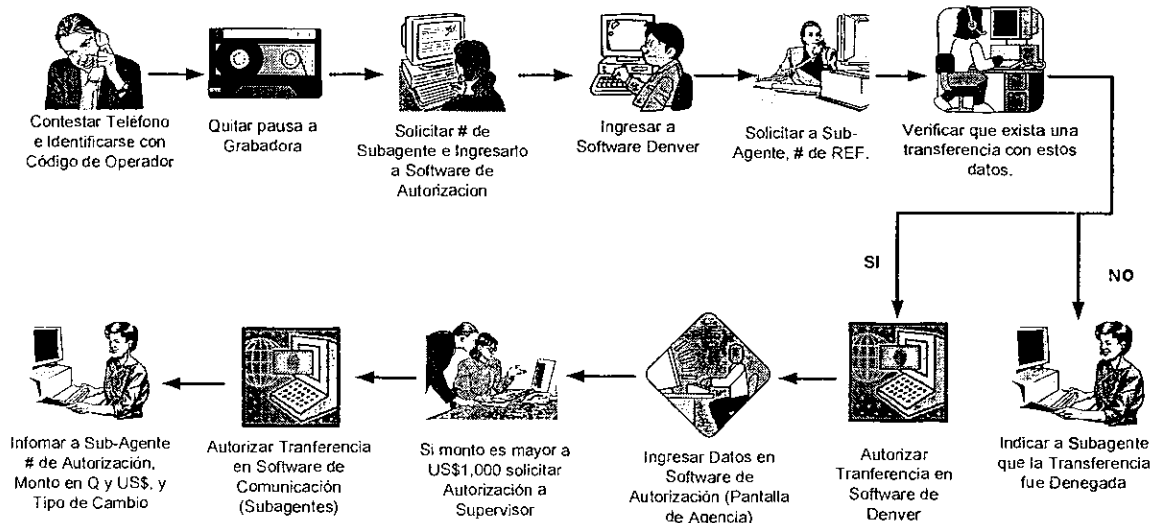 Contestar Teléfono
e Identificarse con
Código de Operador
Quitar pausa a
Grabadora
Solicitar # de
Subagente e Ingresarlo
a Software de
Autorizacion
Ingresar a
Software Denver
Solicitar a Sub-
Agente, # de REF.
Verificar que exista una
transferencia con estos
datos.
SI
NO
Infomar a Sub-Agente
# de Autorización,
Monto en Q y US$, y
Tipo de Cambio
Autorizar Tranferencia
en Software de
Comunicación
(Subagentes)
Si monto es mayor a
US$1,000 solicitar
Autorización a
Supervisor
Ingresar Datos en
Software de
Autorización (Pantalla
de Agencia)
Autorizar
Tranferencia en
Software de
Denver
Indicar a Subagente
que la Transferencia
fue Denegada